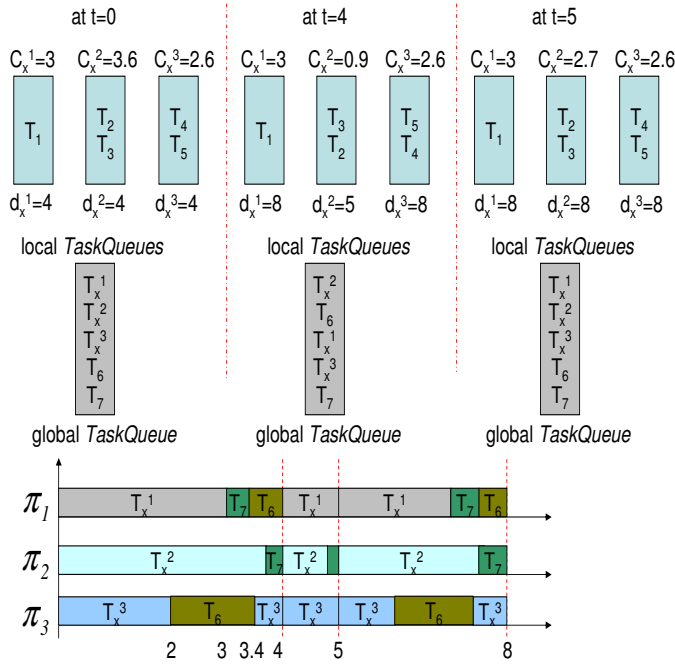 at t=0 at t=4 at t=5
Cₓ¹=3 Cₓ²=3.6 Cₓ³=2.6 Cₓ¹=3 Cₓ²=0.9 Cₓ³=2.6 Cₓ¹=3 Cₓ²=2.7 Cₓ³=2.6
T₁ T₂ T₄ T₁ T₃ T₅ T₁ T₂ T₄
T₃ T₅ T₂ T₄ T₃ T₅
dₓ¹=4 dₓ²=4 dₓ³=4 dₓ¹=8 dₓ²=5 dₓ³=8 dₓ¹=8 dₓ²=8 dₓ³=8
local TaskQueues local TaskQueues local TaskQueues
Tₓ¹ Tₓ² Tₓ¹
Tₓ² T₆ Tₓ²
Tₓ³ Tₓ¹ Tₓ³
T₆ Tₓ³ T₆
T₇ T₇ T₇
global TaskQueue global TaskQueue global TaskQueue
π₁ Tₓ¹ T₇ T₆ Tₓ¹ Tₓ¹ T₇ T₆
π₂ Tₓ² T₇ Tₓ² Tₓ² T₇
π₃ Tₓ³ T₆ Tₓ³ Tₓ³ Tₓ³ T₆ Tₓ³
2 3 3.4 4 5 8